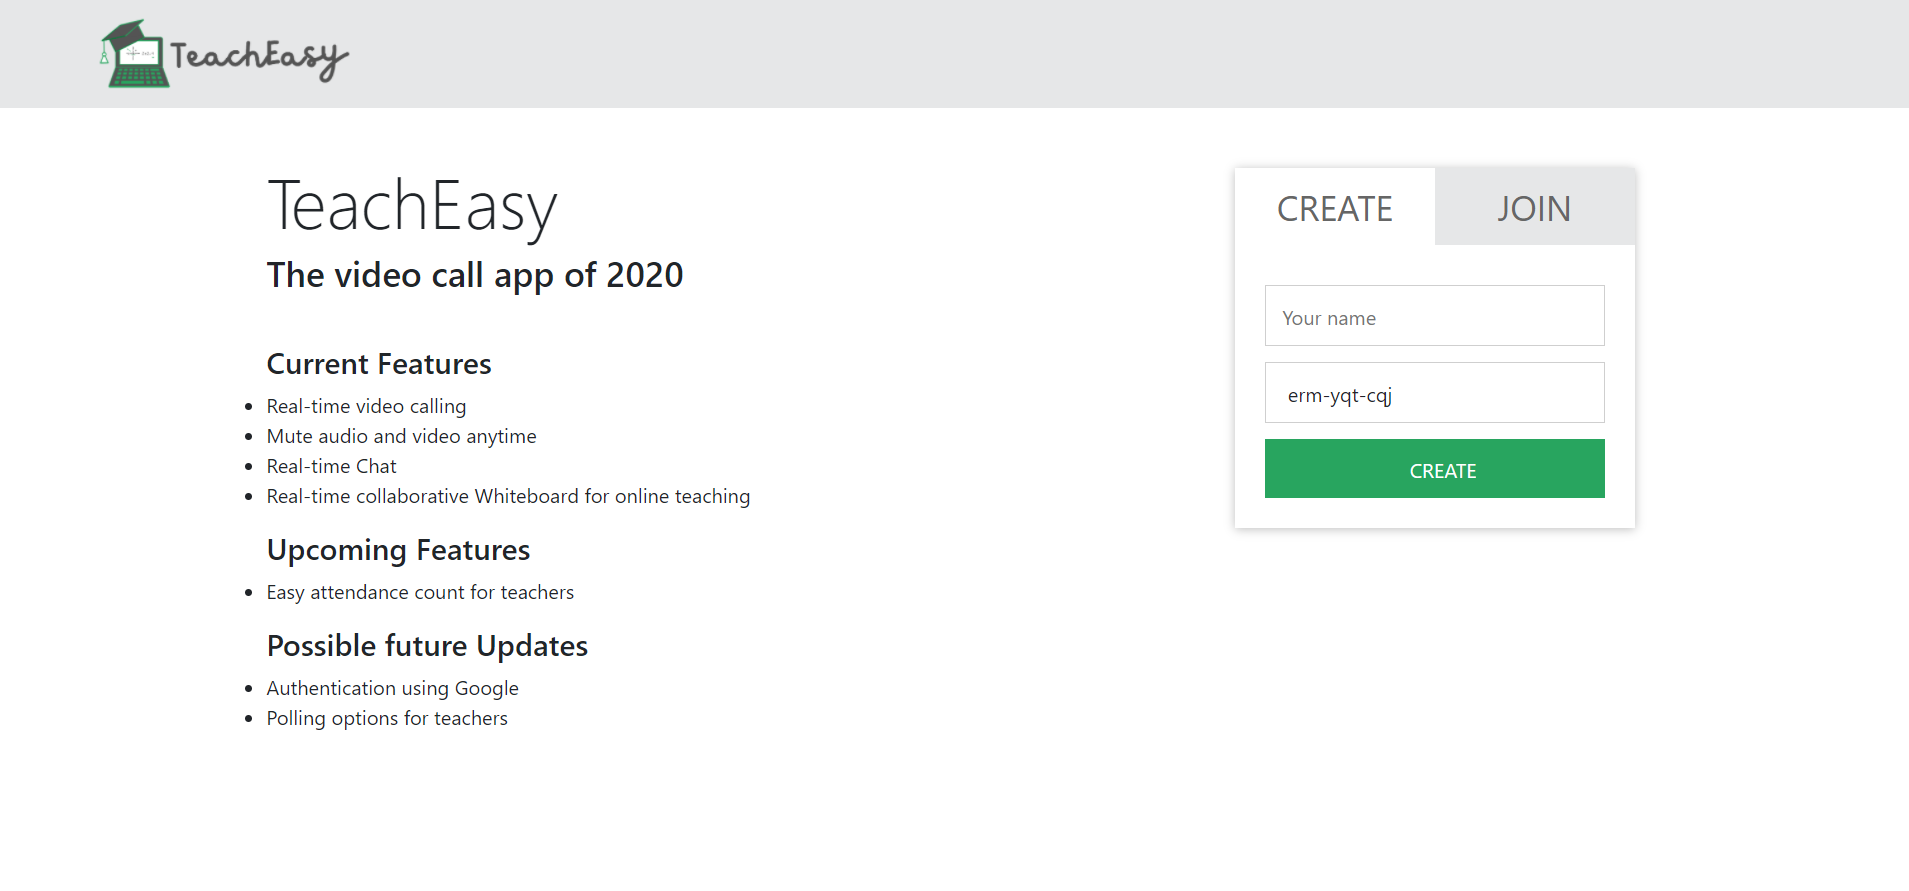 TeachEasy
TeachEasy
The video call app of 2020
Current Features
Real-time video calling
Mute audio and video anytime
Real-time Chat
Real-time collaborative Whiteboard for online teaching
Upcoming Features
Easy attendance count for teachers
Possible future Updates
Authentication using Google
Polling options for teachers
CREATE
JOIN
Your name
erm-yqt-cqj
CREATE